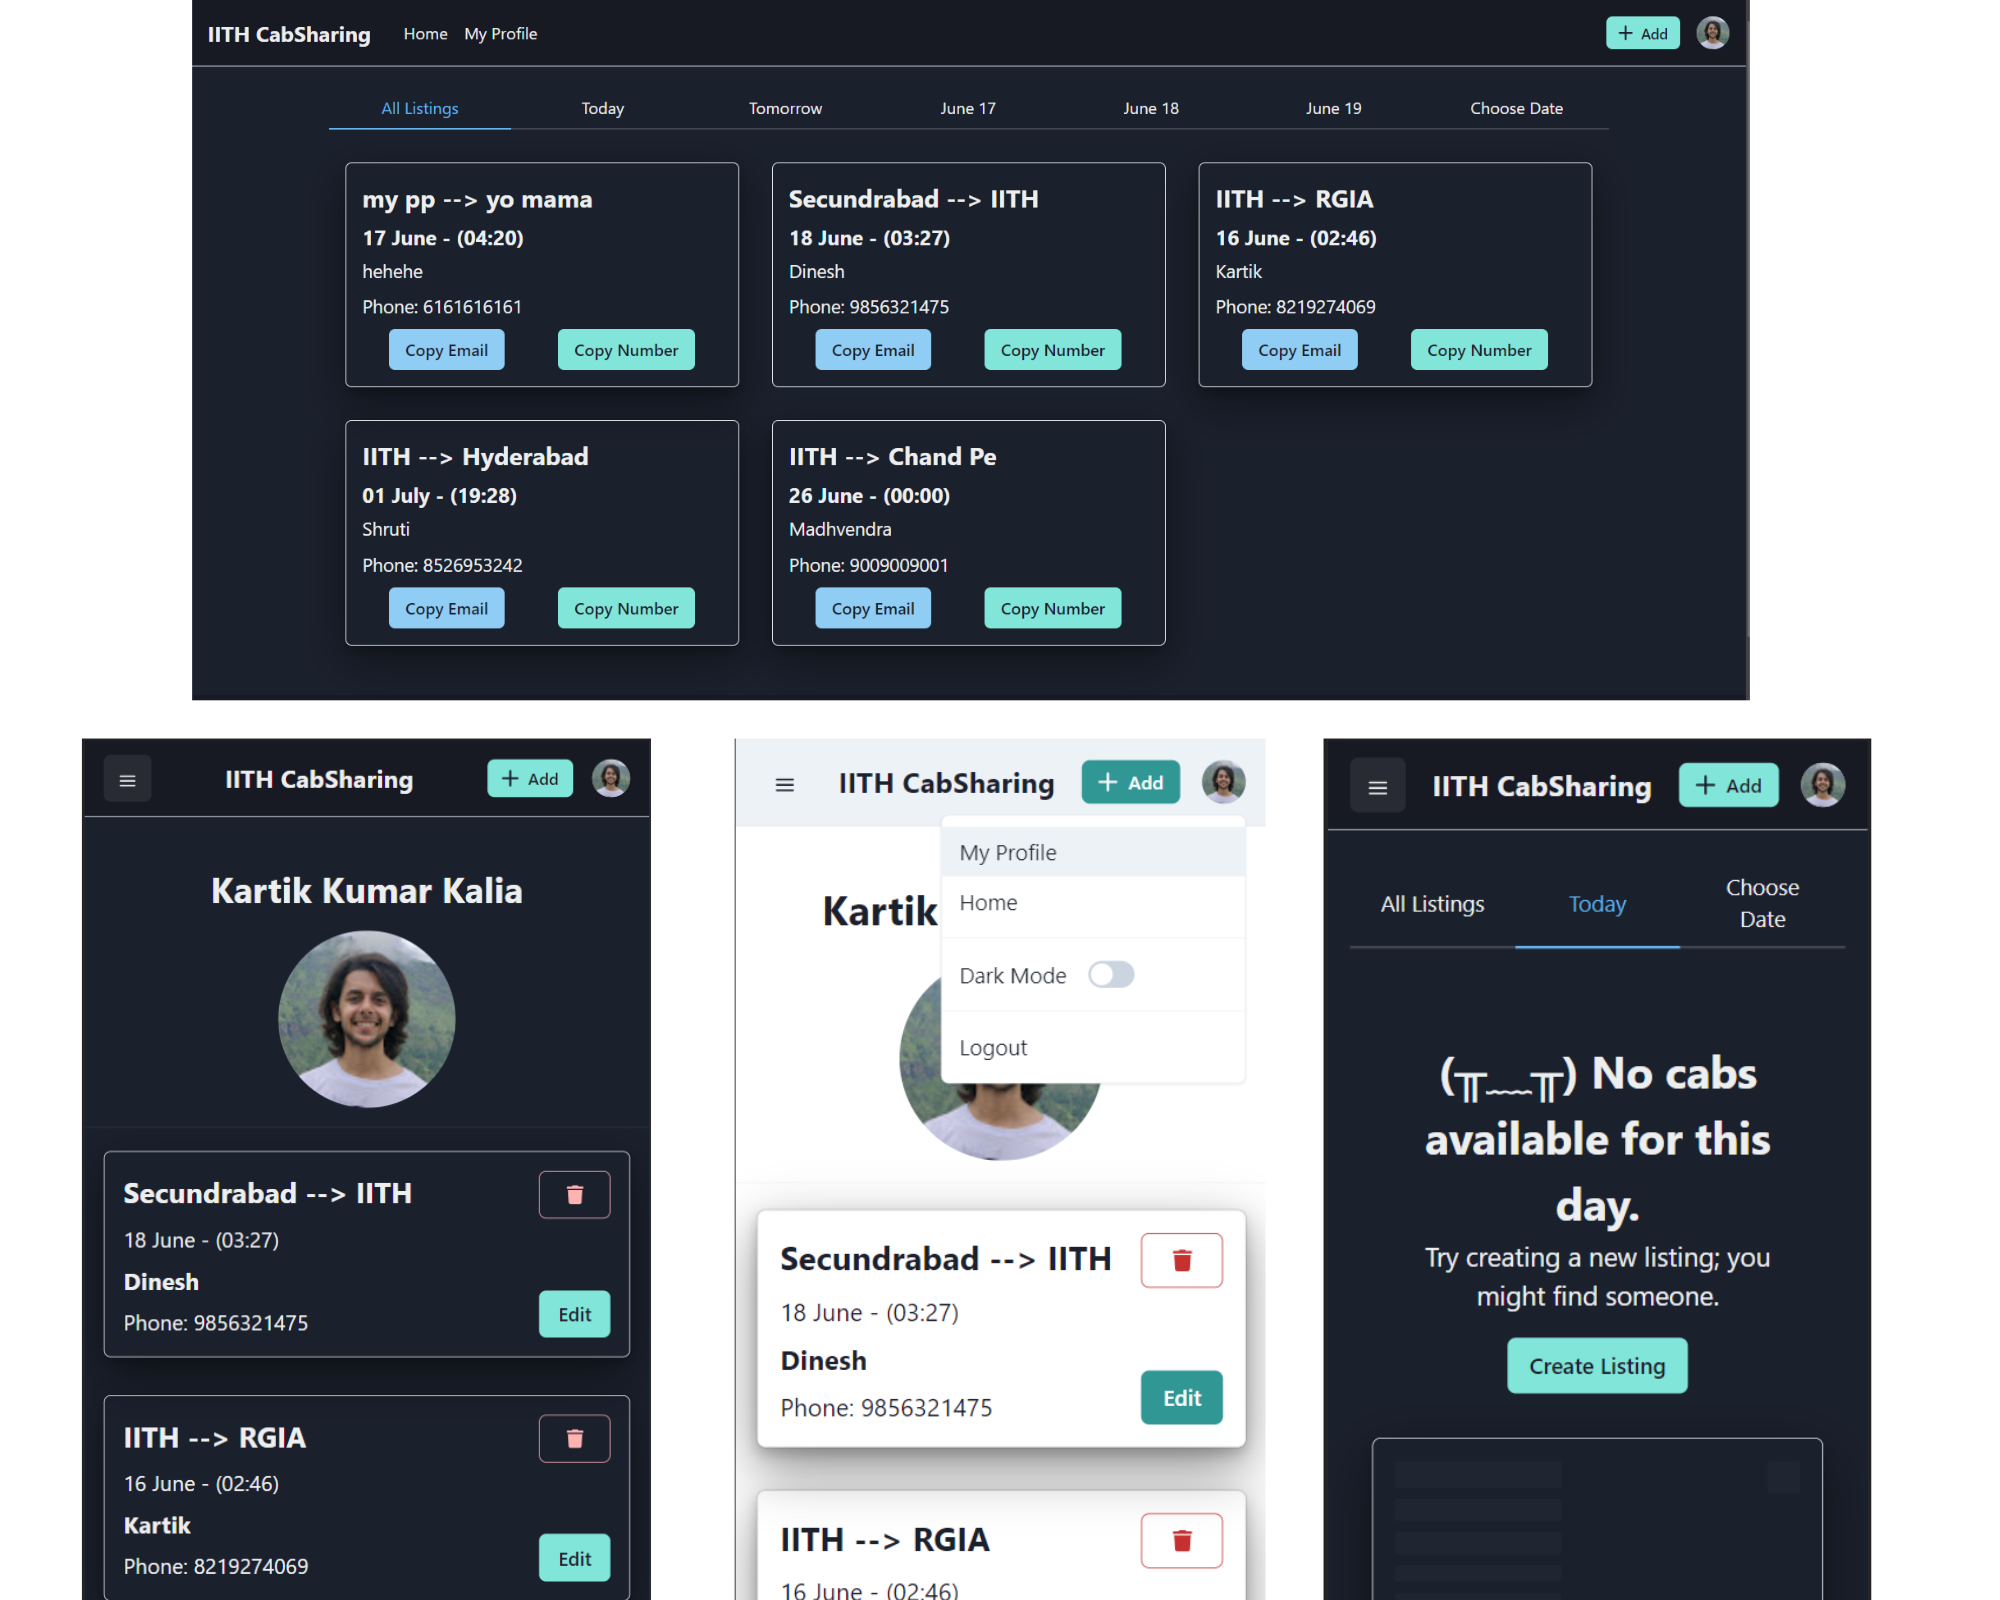 IITH CabSharing Home My Profile + Add
All Listings Today Tomorrow June 17 June 18 June 19 Choose Date
my pp --> yo mama
17 June - (04:20)
hehehe
Phone: 6161616161
Copy Email Copy Number
Secundrabad --> IITH
18 June - (03:27)
Dinesh
Phone: 9856321475
Copy Email Copy Number
IITH --> RGIA
16 June - (02:46)
Kartik
Phone: 8219274069
Copy Email Copy Number
IITH --> Hyderabad
01 July - (19:28)
Shruti
Phone: 8526953242
Copy Email Copy Number
IITH --> Chand Pe
26 June - (00:00)
Madhvendra
Phone: 9009009001
Copy Email Copy Number
IITH CabSharing + Add
Kartik Kumar Kalia
Secundrabad --> IITH
18 June - (03:27)
Dinesh
Phone: 9856321475
Edit
IITH --> RGIA
16 June - (02:46)
Kartik
Phone: 8219274069
Edit
IITH CabSharing + Add
Kartik
My Profile
Home
Dark Mode
Logout
Secundrabad --> IITH
18 June - (03:27)
Dinesh
Phone: 9856321475
Edit
IITH --> RGIA
16 June - (02:46)
IITH CabSharing + Add
All Listings Today Choose
Date
(╥﹏╥) No cabs
available for this
day.
Try creating a new listing; you
might find someone.
Create Listing